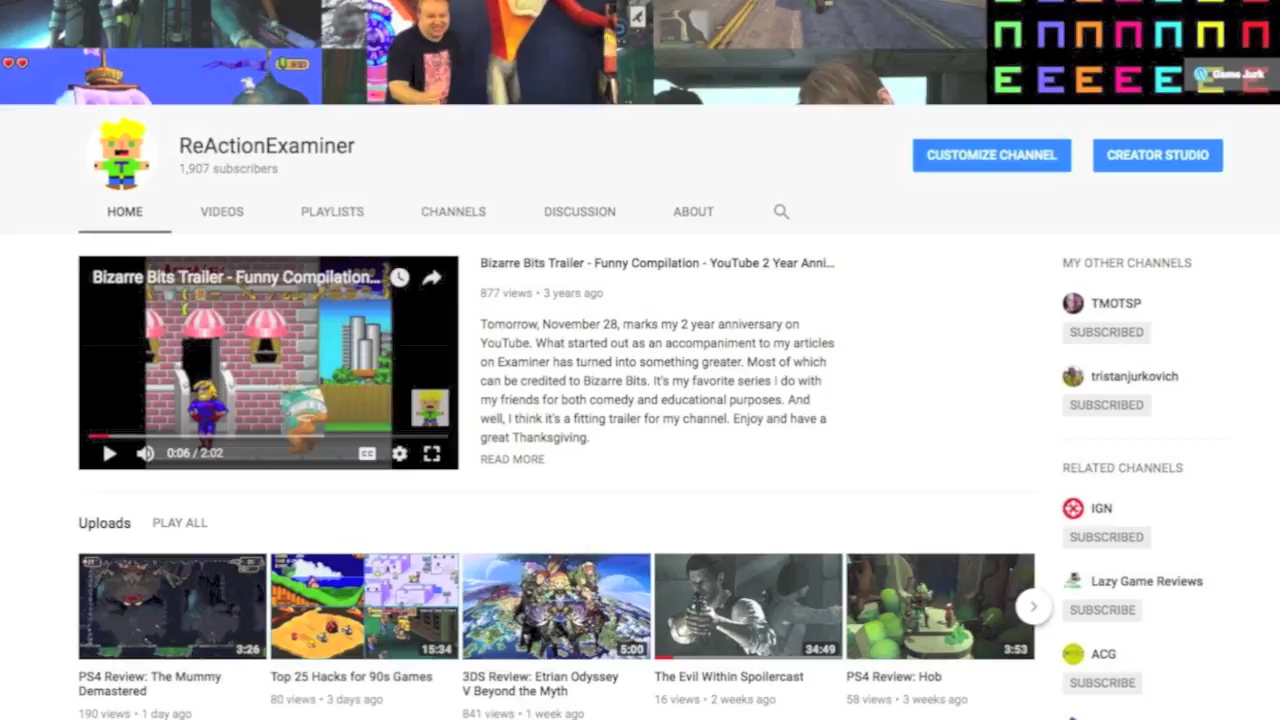 П П П П П П П
E E E E E E E
Game Jurk
ReActionExaminer
1,907 subscribers
CUSTOMIZE CHANNEL
CREATOR STUDIO
HOME
VIDEOS
PLAYLISTS
CHANNELS
DISCUSSION
ABOUT
Bizarre Bits Trailer - Funny Compilation...
0:06 / 2:02
CC
Bizarre Bits Trailer - Funny Compilation - YouTube 2 Year Anni...
877 views • 3 years ago
Tomorrow, November 28, marks my 2 year anniversary on
YouTube. What started out as an accompaniment to my articles
on Examiner has turned into something greater. Most of which
can be credited to Bizarre Bits. It's my favorite series I do with
my friends for both comedy and educational purposes. And
well, I think it's a fitting trailer for my channel. Enjoy and have a
great Thanksgiving.
READ MORE
MY OTHER CHANNELS
TMOTSP
SUBSCRIBED
tristanjurkovich
SUBSCRIBED
RELATED CHANNELS
IGN
SUBSCRIBED
Lazy Game Reviews
SUBSCRIBE
ACG
SUBSCRIBE
Uploads
PLAY ALL
3:26
15:34
5:00
34:49
3:53
PS4 Review: The Mummy
Demastered
190 views • 1 day ago
Top 25 Hacks for 90s Games
80 views • 3 days ago
3DS Review: Etrian Odyssey
V Beyond the Myth
841 views • 1 week ago
The Evil Within Spoilercast
16 views • 2 weeks ago
PS4 Review: Hob
58 views • 3 weeks ago